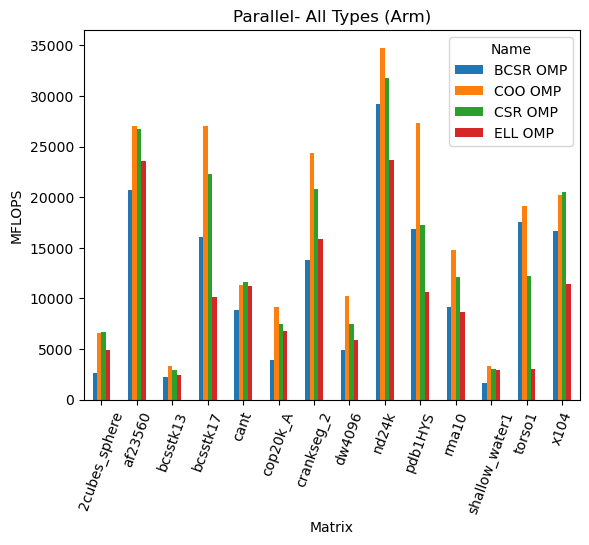 Parallel- All Types (Arm)
Name
BCSR OMP
COO OMP
CSR OMP
ELL OMP
MFLOPS
35000
30000
25000
20000
15000
10000
5000
0
2cubes_sphere
af23560
bcsstk13
bcsstk17
cant
cop20k_A
crankseg_2
dw4096
nd24k
pdb1HYS
rma10
shallow_water1
torso1
x104
Matrix